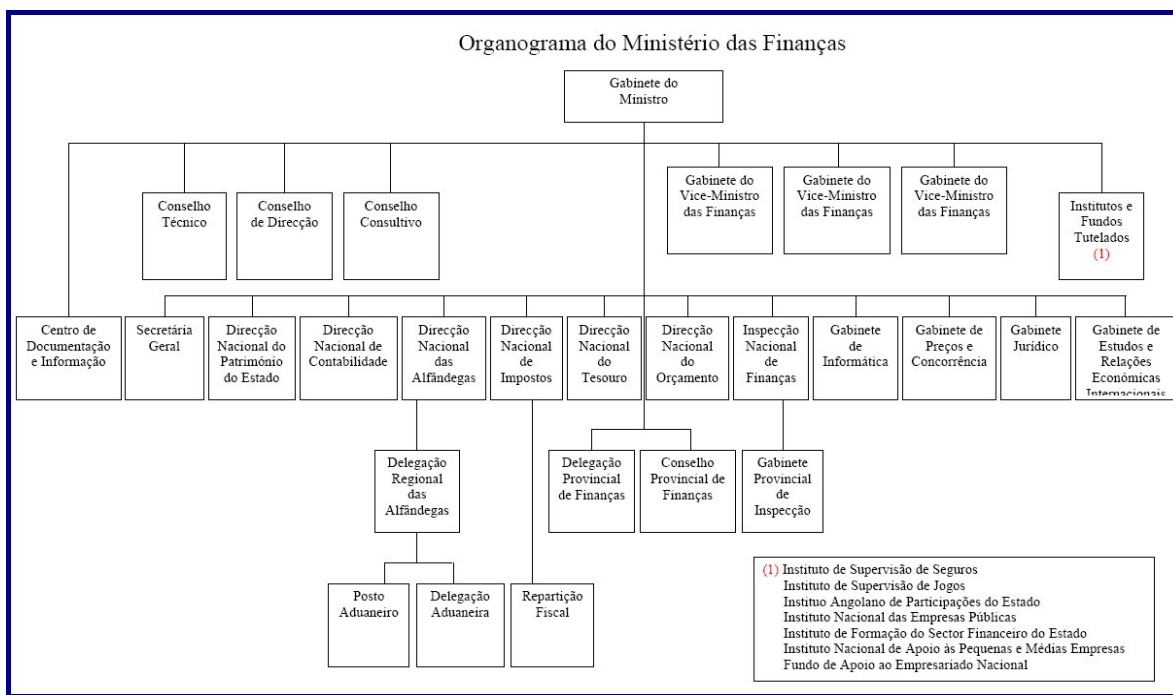 Organograma do Ministério das Finanças
Gabinete do
Ministro
Conselho
Técnico
Conselho
de Direcção
Conselho
Consultivo
Gabinete do
Vice-Ministro
das Finanças
Gabinete do
Vice-Ministro
das Finanças
Gabinete do
Vice-Ministro
das Finanças
Institutos e
Fundos
Tutelados
(1)
Centro de
Documentação
e Informação
Secretária
Geral
Direcção
Nacional do
Património
do Estado
Direcção
Nacional de
Contabilidade
Direcção
Nacional
das
Alfândegas
Direcção
Nacional
de
Impostos
Direcção
Nacional
do
Tesouro
Direcção
Nacional
do
Orçamento
Inspecção
Nacional
de
Finanças
Gabinete
de
Informática
Gabinete de
Preços e
Concorrência
Gabinete
Jurídico
Gabinete de
Estudos e
Relações
Económicas
Internacionais
Delegação
Regional
das
Alfândegas
Delegação
Provincial
de Finanças
Conselho
Provincial de
Finanças
Gabinete
Provincial
de
Inspecção
Posto
Aduaneiro
Delegação
Aduaneira
Repartição
Fiscal
(1) Instituto de Supervisão de Seguros
Instituto de Supervisão de Jogos
Instituo Angolano de Participações do Estado
Instituto Nacional das Empresas Públicas
Instituto de Formação do Sector Financeiro do Estado
Instituto Nacional de Apoio às Pequenas e Médias Empresas
Fundo de Apoio ao Empresariado Nacional